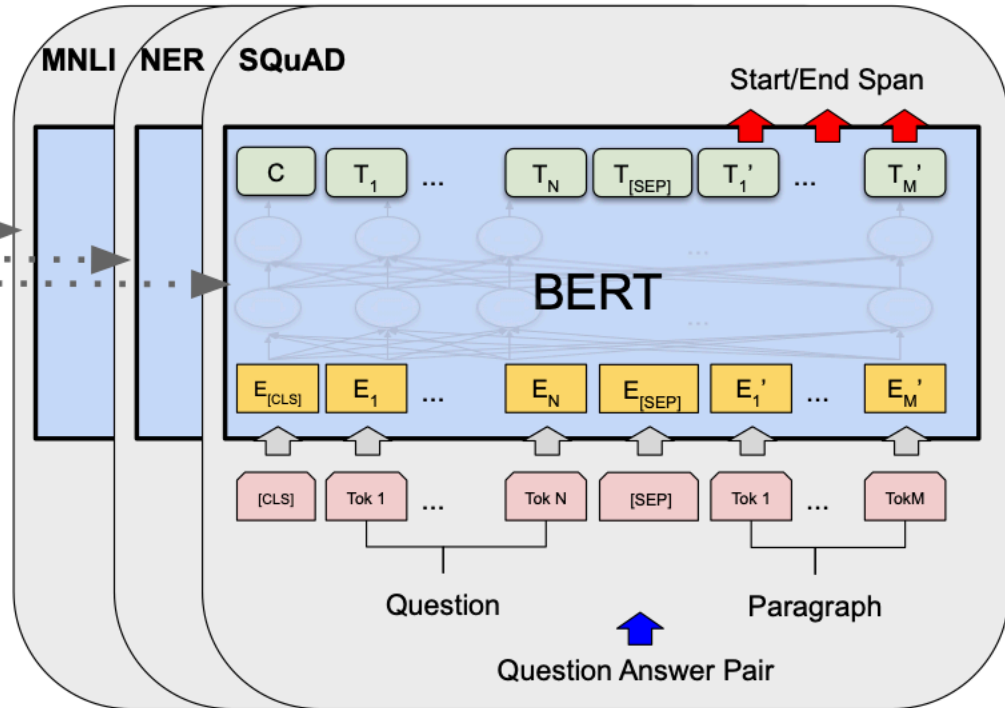 MNLI NER SQuAD
Start/End Span
C T1 ... TN T[SEP] T1' ... TM'
...
BERT
...
E[CLS] E1 ... EN E[SEP] E1' ... EM'
[CLS] Tok 1 ... Tok N [SEP] Tok 1 ... TokM
Question Paragraph
Question Answer Pair